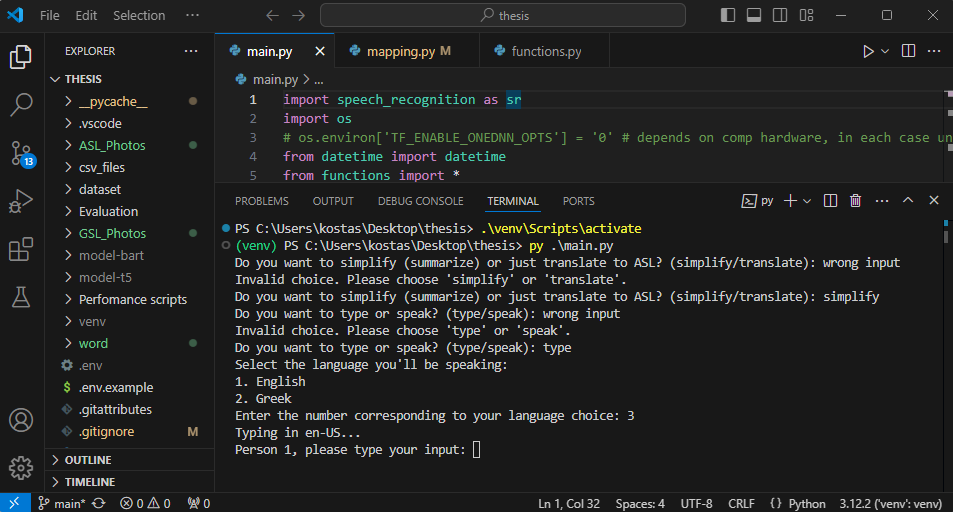 File Edit Selection ··· thesis
EXPLORER ···
THESIS
__pycache__
.vscode
ASL_Photos
csv_files
dataset
Evaluation
GSL_Photos
model-bart
model-t5
Perfomance scripts
venv
word
.env
$ .env.example
.gitattributes
.gitignore M
OUTLINE
TIMELINE
13
main.py mapping.py M functions.py
main.py > ...
1 import speech_recognition as sr
2 import os
3 # os.environ['TF_ENABLE_ONEDNN_OPTS'] = '0' # depends on comp hardware, in each case un
4 from datetime import datetime
5 from functions import *
PROBLEMS OUTPUT DEBUG CONSOLE TERMINAL PORTS py
PS C:\Users\kostas\Desktop\thesis> .\venv\Scripts\activate
(venv) PS C:\Users\kostas\Desktop\thesis> py .\main.py
Do you want to simplify (summarize) or just translate to ASL? (simplify/translate): wrong input
Invalid choice. Please choose 'simplify' or 'translate'.
Do you want to simplify (summarize) or just translate to ASL? (simplify/translate): simplify
Do you want to type or speak? (type/speak): wrong input
Invalid choice. Please choose 'type' or 'speak'.
Do you want to type or speak? (type/speak): type
Select the language you'll be speaking:
1. English
2. Greek
Enter the number corresponding to your language choice: 3
Typing in en-US...
Person 1, please type your input:
main* 0 0 0 Ln 1, Col 32 Spaces: 4 UTF-8 CRLF {} Python 3.12.2 ('venv': venv)